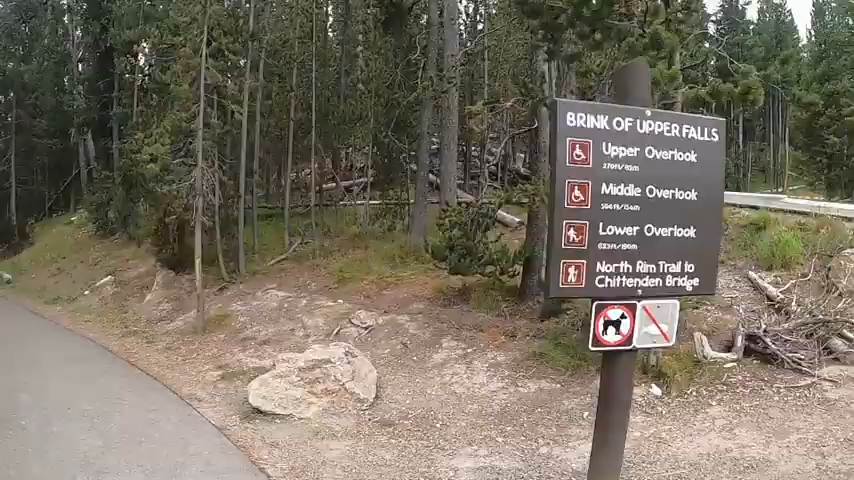 BRINK OF UPPER FALLS
Upper Overlook
Middle Overlook
Lower Overlook
North Rim Trail to
Chittenden Bridge